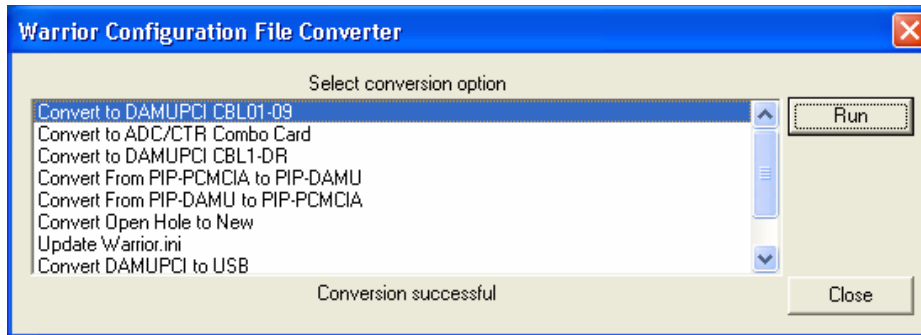 Warrior Configuration File Converter
Select conversion option
Convert to DAMUPCI CBL01-09
Run
Convert to ADC/CTR Combo Card
Convert to DAMUPCI CBL1-DR
Convert From PIP-PCMCIA to PIP-DAMU
Convert From PIP-DAMU to PIP-PCMCIA
Convert Open Hole to New
Update Warrior.ini
Convert DAMUPCI to USB
Conversion successful
Close